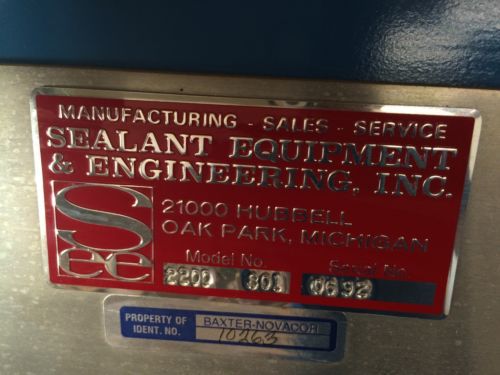 MANUFACTURING - SALES - SERVICE
SEALANT EQUIPMENT
& ENGINEERING, INC.
See
21000 HUBBELL
OAK PARK, MICHIGAN
Model No. Serial No.
2200 801 0692
PROPERTY OF BAXTER-NOVACOR
IDENT. NO. 10263